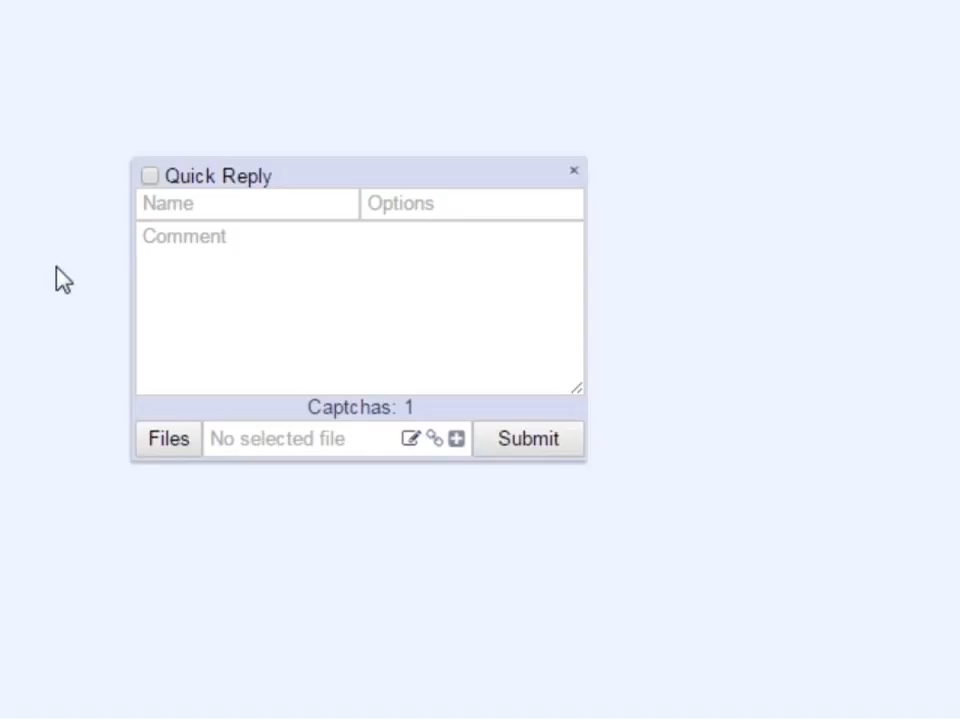 Quick Reply ×
Name Options
Comment
Captchas: 1
Files No selected file Submit